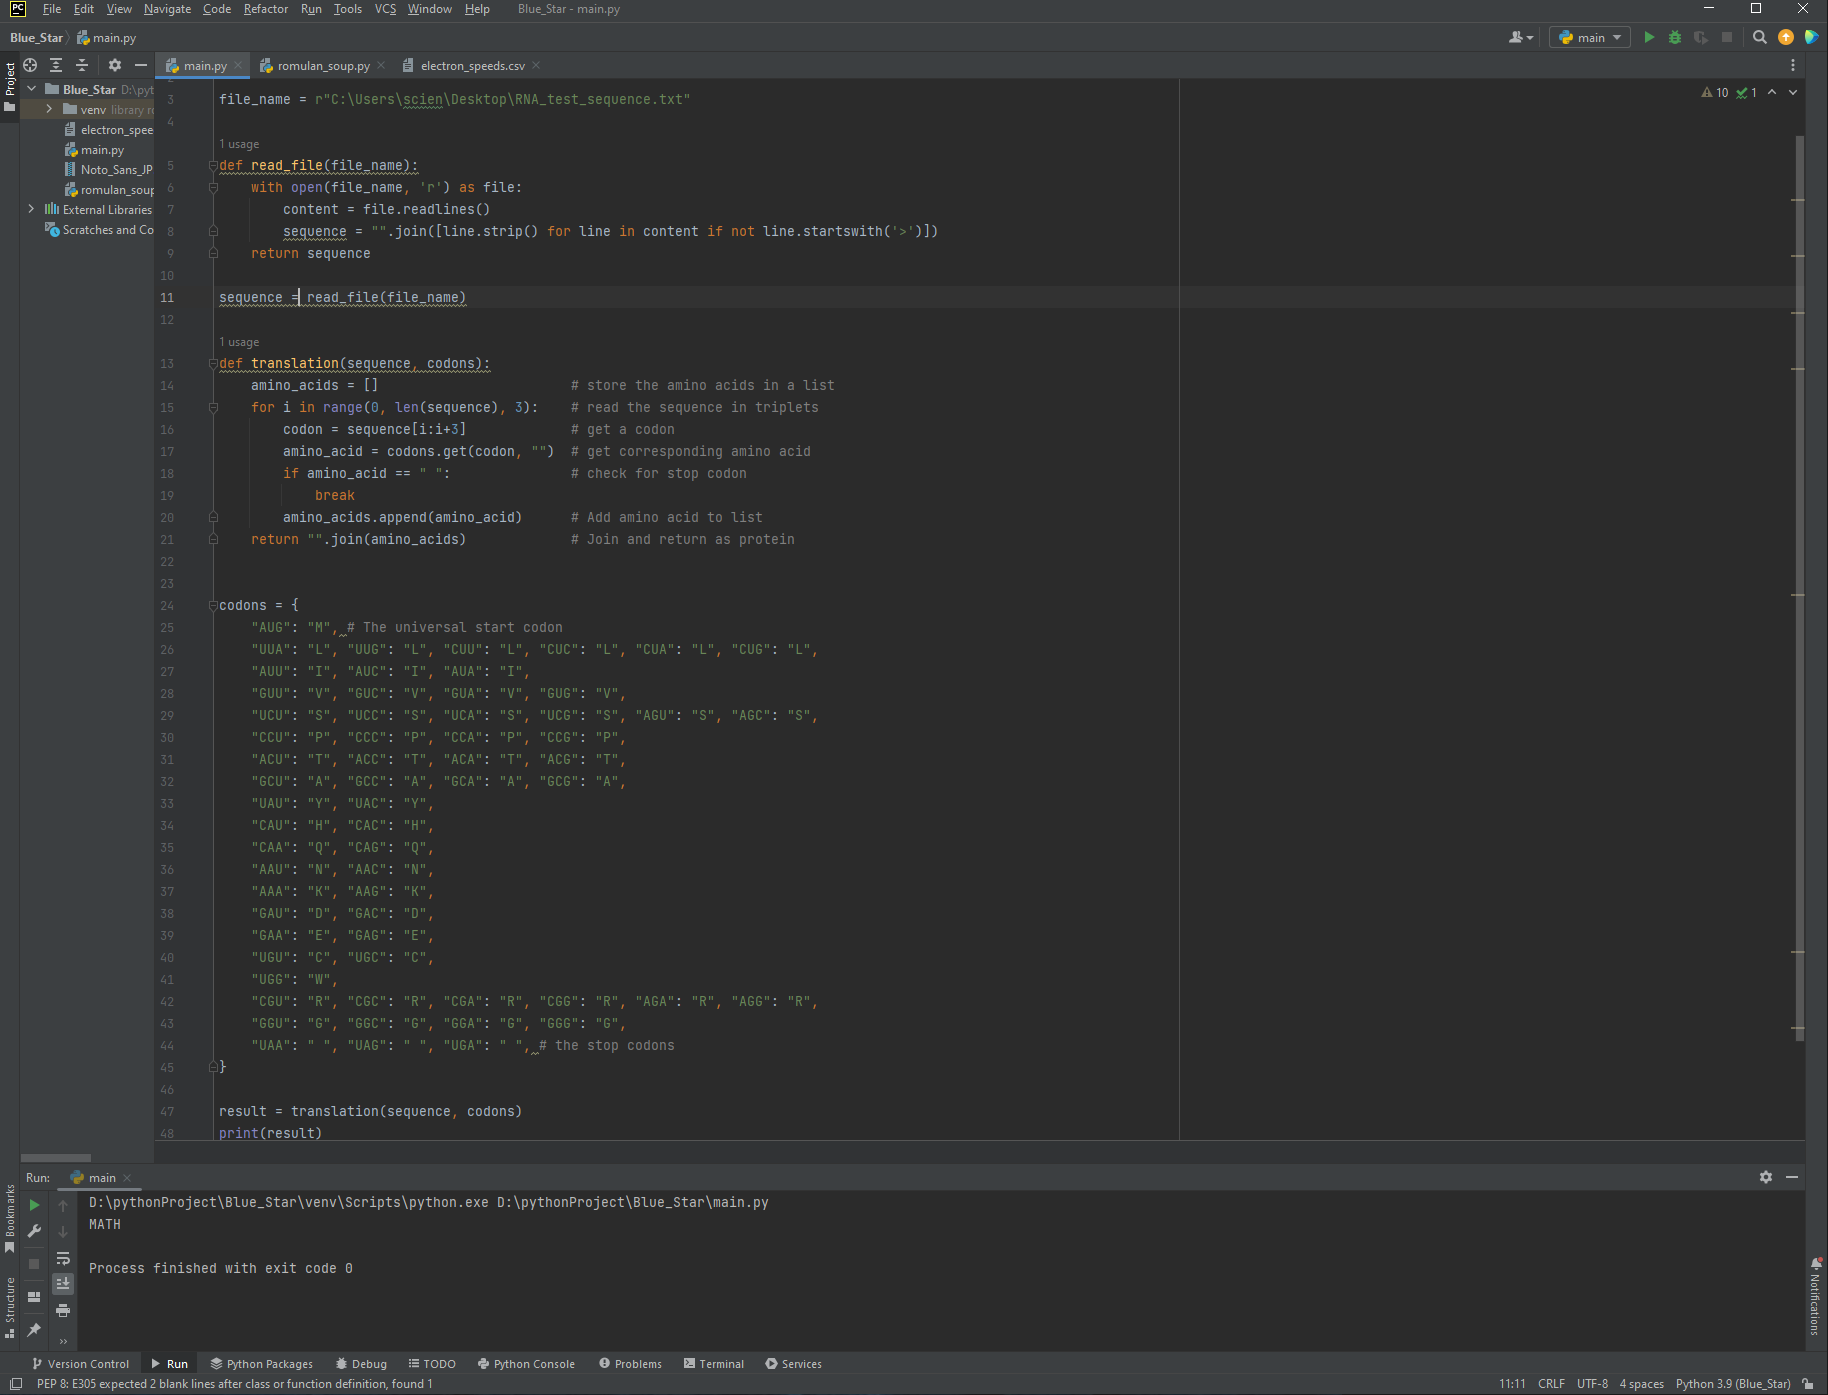 PC File Edit View Navigate Code Refactor Run Tools VCS Window Help Blue_Star - main.py
Blue_Star main.py main
Project
main.py romulan_soup.py electron_speeds.csv
Blue_Star D:\pyt
venv library ro
electron_spee
main.py
Noto_Sans_JP
romulan_soup
External Libraries
Scratches and Co
10 1
3 file_name = r"C:\Users\scien\Desktop\RNA_test_sequence.txt"
4
1 usage
5 def read_file(file_name):
6     with open(file_name, 'r') as file:
7         content = file.readlines()
8         sequence = "".join([line.strip() for line in content if not line.startswith('>')])
9     return sequence
10
11 sequence = read_file(file_name)
12
1 usage
13 def translation(sequence, codons):
14     amino_acids = []                        # store the amino acids in a list
15     for i in range(0, len(sequence), 3):    # read the sequence in triplets
16         codon = sequence[i:i+3]             # get a codon
17         amino_acid = codons.get(codon, "")  # get corresponding amino acid
18         if amino_acid == " ":               # check for stop codon
19             break
20         amino_acids.append(amino_acid)      # Add amino acid to list
21     return "".join(amino_acids)             # Join and return as protein
22
23
24 codons = {
25     "AUG": "M", # The universal start codon
26     "UUA": "L", "UUG": "L", "CUU": "L", "CUC": "L", "CUA": "L", "CUG": "L",
27     "AUU": "I", "AUC": "I", "AUA": "I",
28     "GUU": "V", "GUC": "V", "GUA": "V", "GUG": "V",
29     "UCU": "S", "UCC": "S", "UCA": "S", "UCG": "S", "AGU": "S", "AGC": "S",
30     "CCU": "P", "CCC": "P", "CCA": "P", "CCG": "P",
31     "ACU": "T", "ACC": "T", "ACA": "T", "ACG": "T",
32     "GCU": "A", "GCC": "A", "GCA": "A", "GCG": "A",
33     "UAU": "Y", "UAC": "Y",
34     "CAU": "H", "CAC": "H",
35     "CAA": "Q", "CAG": "Q",
36     "AAU": "N", "AAC": "N",
37     "AAA": "K", "AAG": "K",
38     "GAU": "D", "GAC": "D",
39     "GAA": "E", "GAG": "E",
40     "UGU": "C", "UGC": "C",
41     "UGG": "W",
42     "CGU": "R", "CGC": "R", "CGA": "R", "CGG": "R", "AGA": "R", "AGG": "R",
43     "GGU": "G", "GGC": "G", "GGA": "G", "GGG": "G",
44     "UAA": " ", "UAG": " ", "UGA": " ", # the stop codons
45 }
46
47 result = translation(sequence, codons)
48 print(result)
Run: main
D:\pythonProject\Blue_Star\venv\Scripts\python.exe D:\pythonProject\Blue_Star\main.py
MATH
Process finished with exit code 0
Bookmarks
Structure
Notifications
Version Control Run Python Packages Debug TODO Python Console Problems Terminal Services
PEP 8: E305 expected 2 blank lines after class or function definition, found 1 11:11 CRLF UTF-8 4 spaces Python 3.9 (Blue_Star)